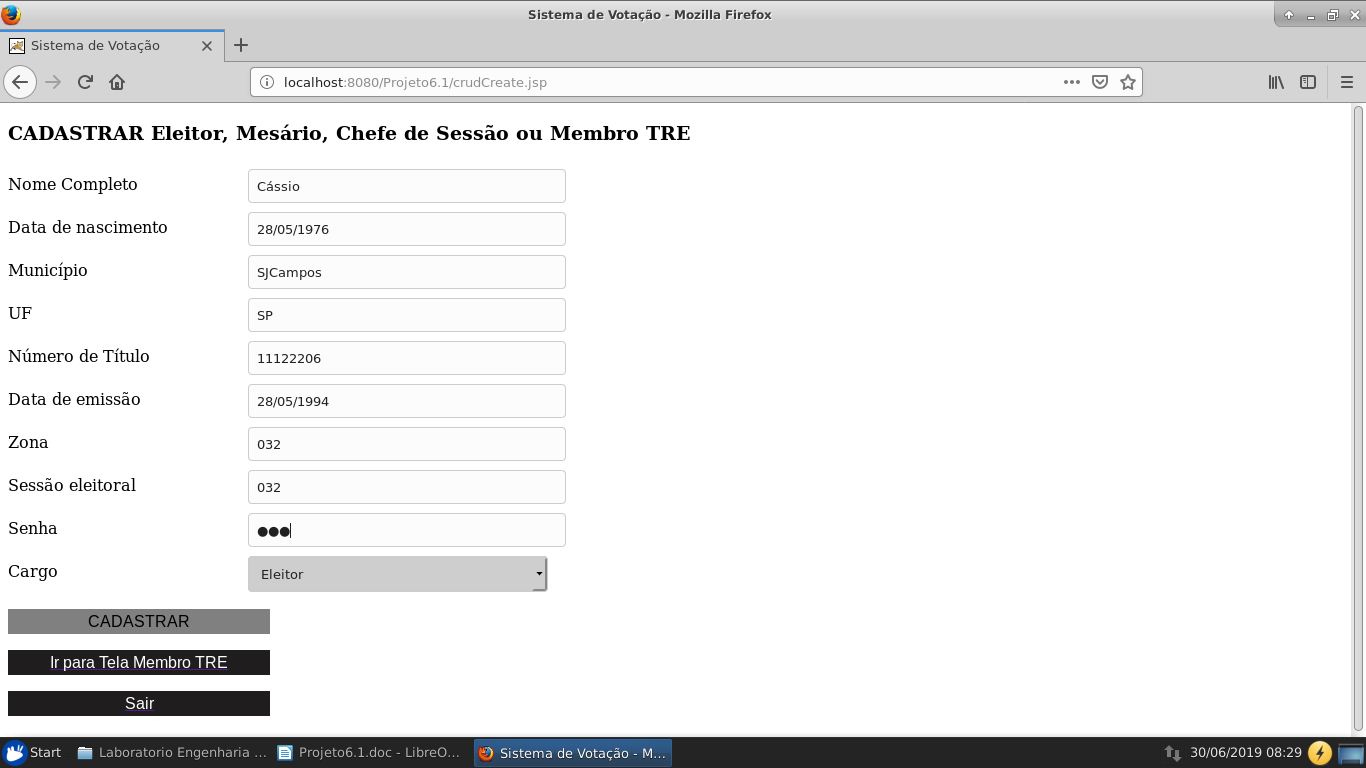 Sistema de Votação - Mozilla Firefox
Sistema de Votação
localhost:8080/Projeto6.1/crudCreate.jsp
CADASTRAR Eleitor, Mesário, Chefe de Sessão ou Membro TRE
Nome Completo Cássio
Data de nascimento 28/05/1976
Município SJCampos
UF SP
Número de Título 11122206
Data de emissão 28/05/1994
Zona 032
Sessão eleitoral 032
Senha ●●●
Cargo Eleitor
CADASTRAR
Ir para Tela Membro TRE
Sair
Start Laboratorio Engenharia ... Projeto6.1.doc - LibreO... Sistema de Votação - M... 30/06/2019 08:29